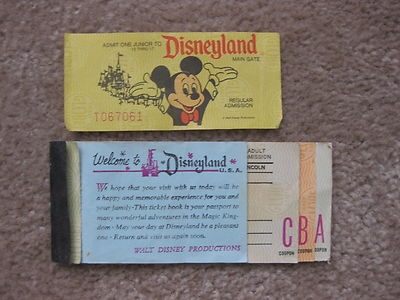 ADMIT ONE JUNIOR TO
12 THRU 17
Disneyland
MAIN GATE
REGULAR
ADMISSION
T067061
Welcome to Disneyland
U.S.A.
We hope that your visit with us today will be
a happy and memorable experience for you and
your family · This ticket book is your passport to
many wonderful adventures in the Magic King-
dom · May your day at Disneyland be a pleasant
one · Return and visit us again soon.
WALT DISNEY PRODUCTIONS
ADULT
ADMISSION
LINCOLN
C B A
COUPON COUPON COUPON